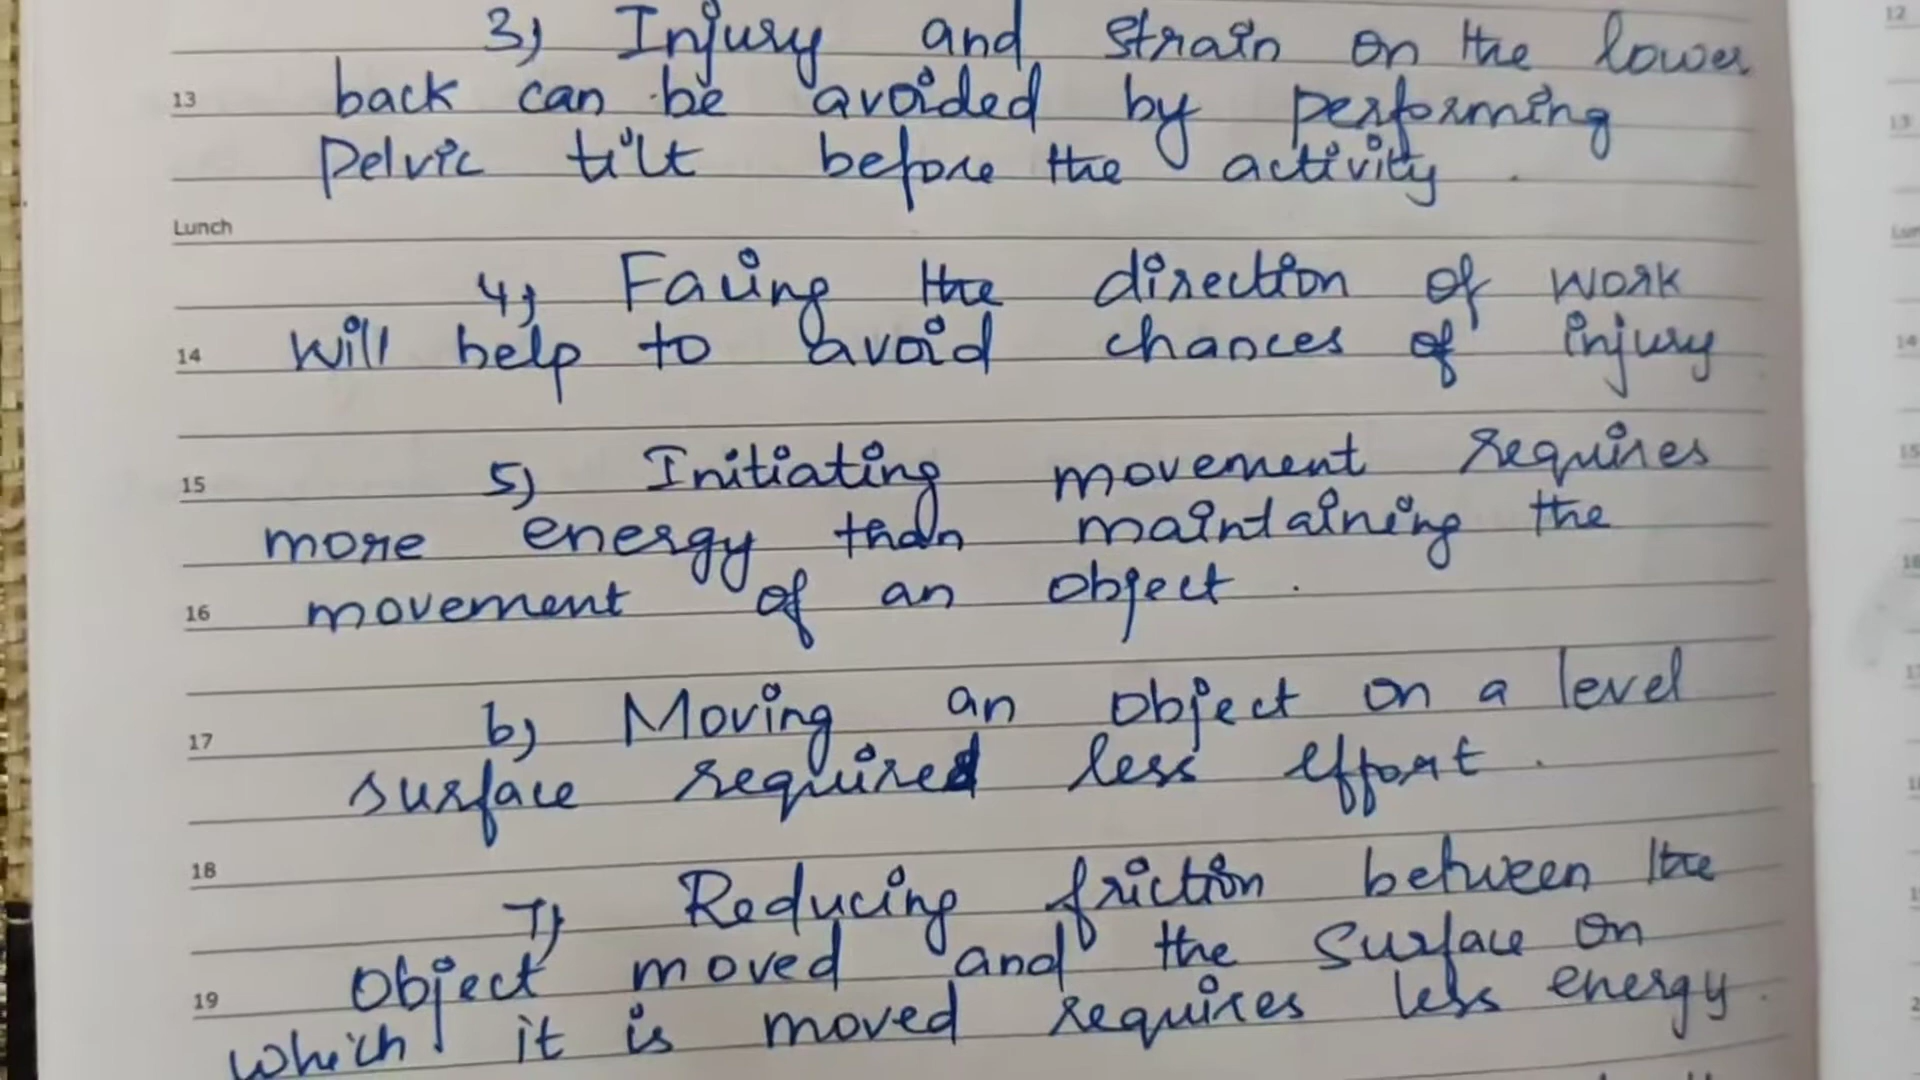 3) Injury and strain on the lower
13 back can be avoided by performing
Pelvic tilt before the activity.
Lunch
4) Facing the direction of work
14 will help to avoid chances of injury
15 5) Initiating movement requires
more energy than maintaining the
16 movement of an object.
17 6) Moving an object on a level
surface requires less effort.
18
7) Reducing friction between the
19 object moved and the surface on
which it is moved requires less energy.